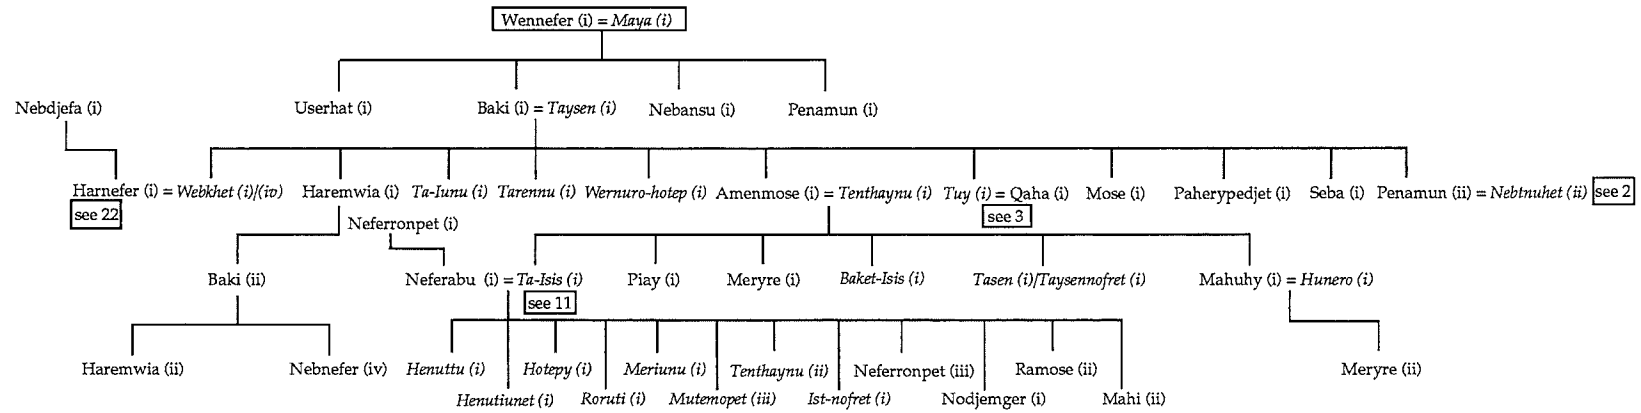 Wennefer (i) = Maya (i)
Nebdjefa (i) Userhat (i) Baki (i) = Taysen (i) Nebansu (i) Penamun (i)
Harnefer (i) = Webkhet (i)/(iv) Haremwia (i) Ta-Iunu (i) Tarennu (i) Wernuro-hotep (i) Amenmose (i) = Tenthaynu (i) Tuy (i) = Qaha (i) Mose (i) Paherypedjet (i) Seba (i) Penamun (ii) = Nebtnuhet (ii) see 2
see 22 see 3
Neferronpet (i)
Baki (ii) Neferabu (i) = Ta-Isis (i) Piay (i) Meryre (i) Baket-Isis (i) Tasen (i)/Taysennofret (i) Mahuhy (i) = Hunero (i)
see 11
Haremwia (ii) Nebnefer (iv) Henuttu (i) Hotepy (i) Meriunu (i) Tenthaynu (ii) Neferronpet (iii) Ramose (ii) Meryre (ii)
Henutiunet (i) Roruti (i) Mutemopet (iii) Ist-nofret (i) Nodjemger (i) Mahi (ii)